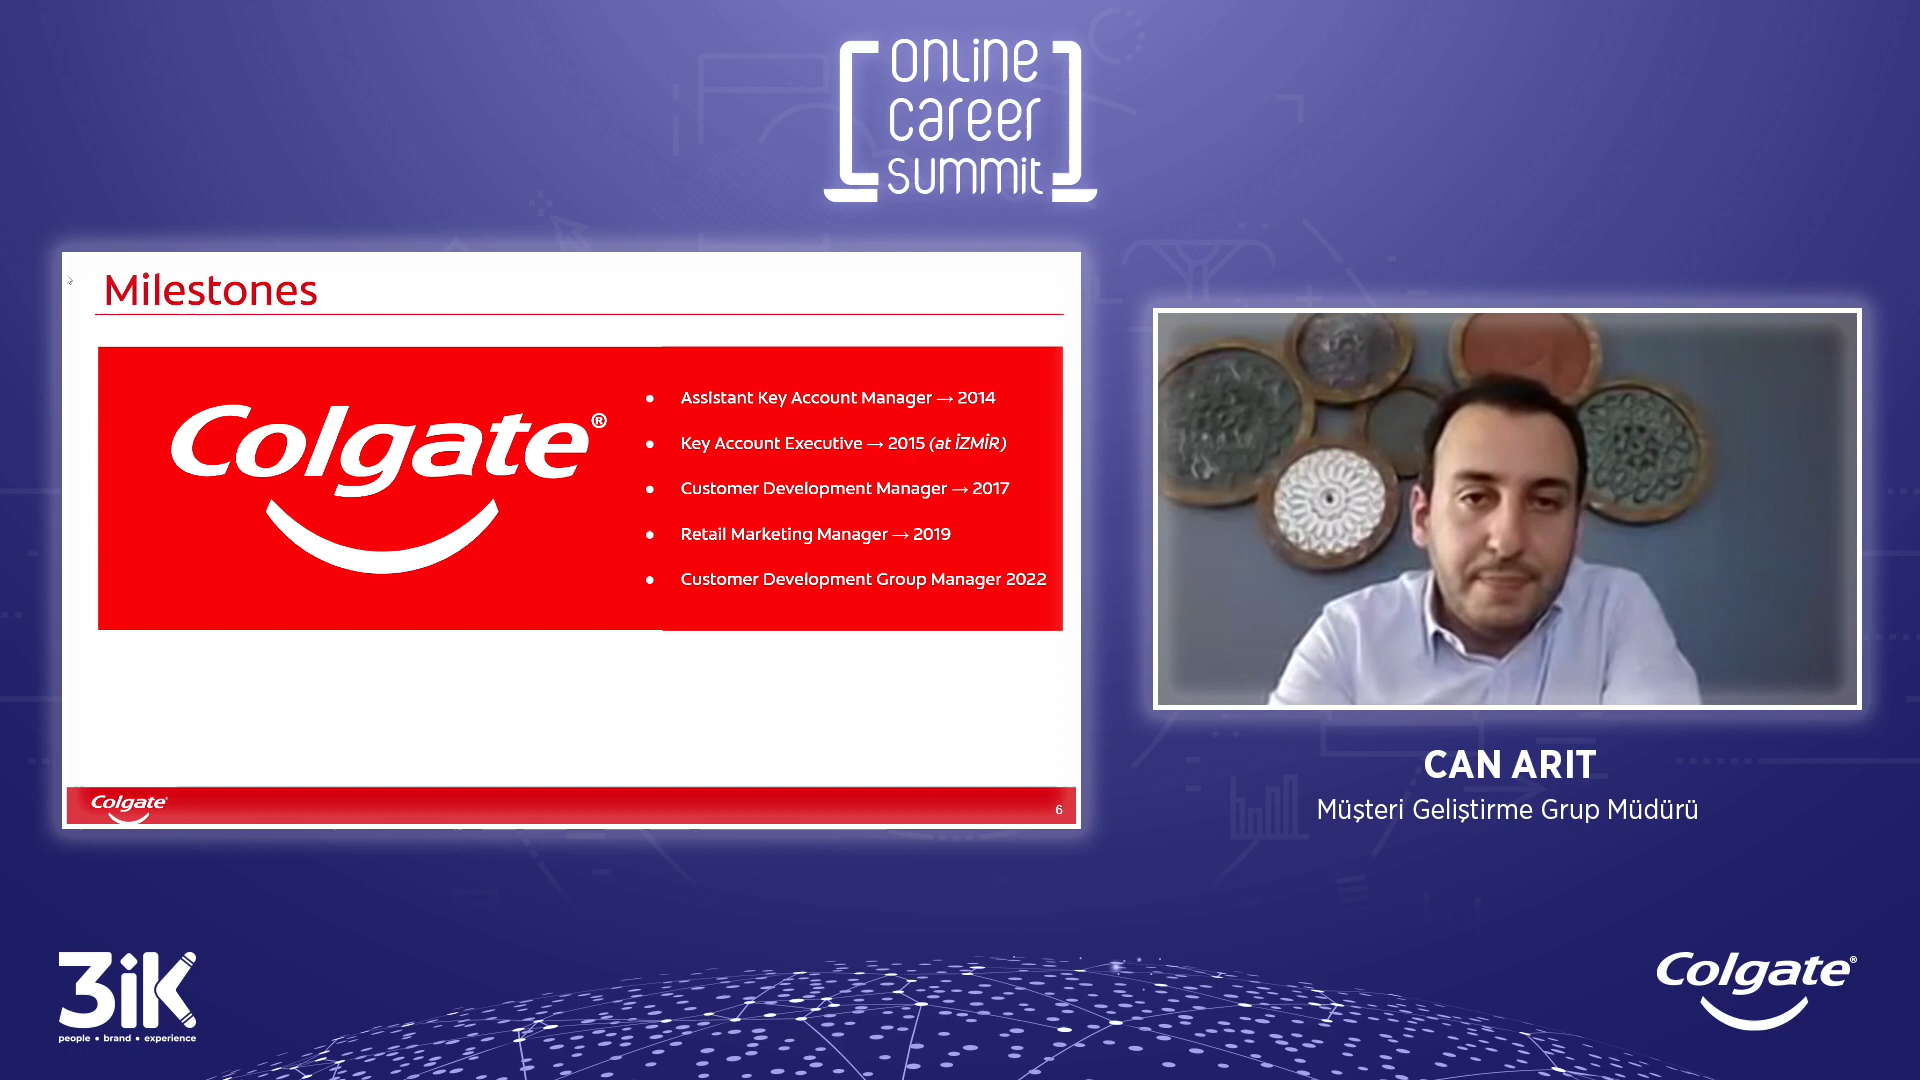 online
career
summit
Milestones
Colgate®
● Assistant Key Account Manager → 2014
● Key Account Executive → 2015 (at İZMİR)
● Customer Development Manager → 2017
● Retail Marketing Manager → 2019
● Customer Development Group Manager 2022
Colgate®
6
CAN ARIT
Müşteri Geliştirme Grup Müdürü
3iK
people • brand • experience
Colgate®